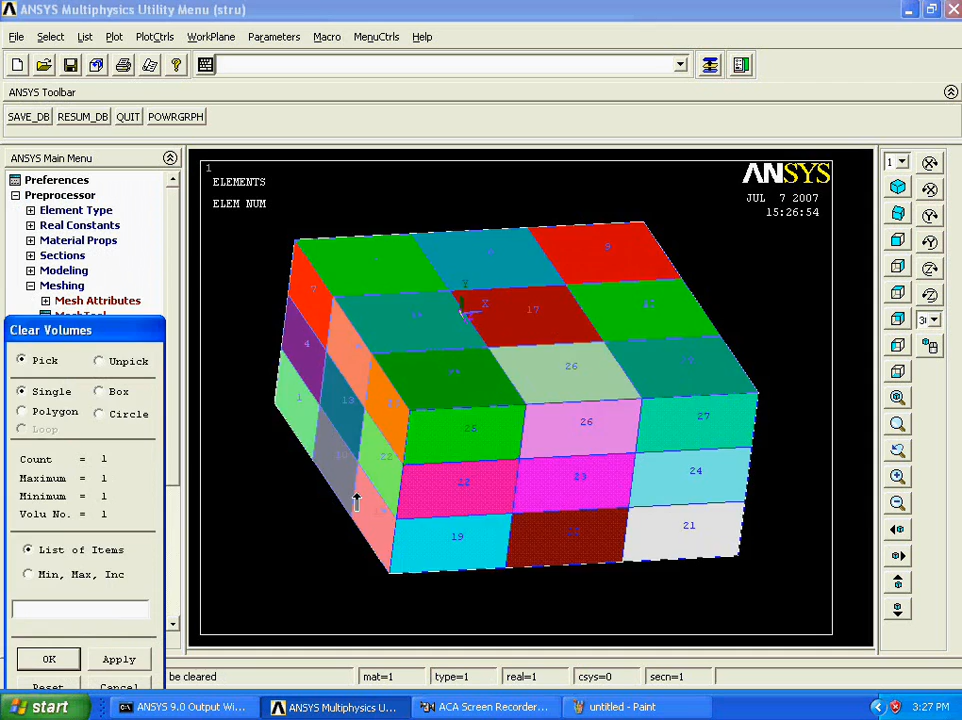 ANSYS Multiphysics Utility Menu (stru)
File Select List Plot PlotCtrls WorkPlane Parameters Macro MenuCtrls Help
ANSYS Toolbar
SAVE_DB RESUM_DB QUIT POWRGRPH
ANSYS Main Menu
Preferences
Preprocessor
Element Type
Real Constants
Material Props
Sections
Modeling
Meshing
Mesh Attributes
Clear Volumes
Pick Unpick
Single Box
Polygon Circle
Loop
Count = 1
Maximum = 1
Minimum = 1
Volu No. = 1
List of Items
Min, Max, Inc
OK Apply
Reset Cancel
1
ELEMENTS
ELEM NUM
ANSYS
JUL 7 2007
15:26:54
9
7
17
4
26
13
1
25 26 27
22
22 23 24
19 21
Y
X
1
be cleared mat=1 type=1 real=1 csys=0 secn=1
start ANSYS 9.0 Output Wi... ANSYS Multiphysics U... ACA Screen Recorder... untitled - Paint 3:27 PM